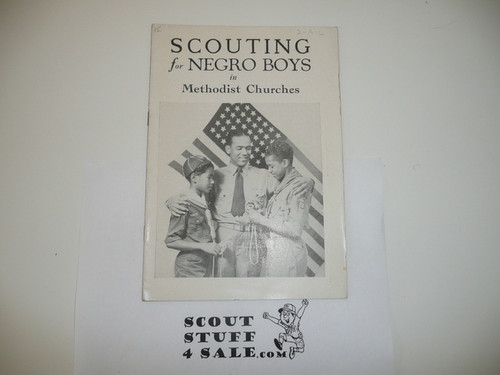 SCOUTING
for NEGRO BOYS
in
Methodist Churches
SCOUT
STUFF
4 SALE.com